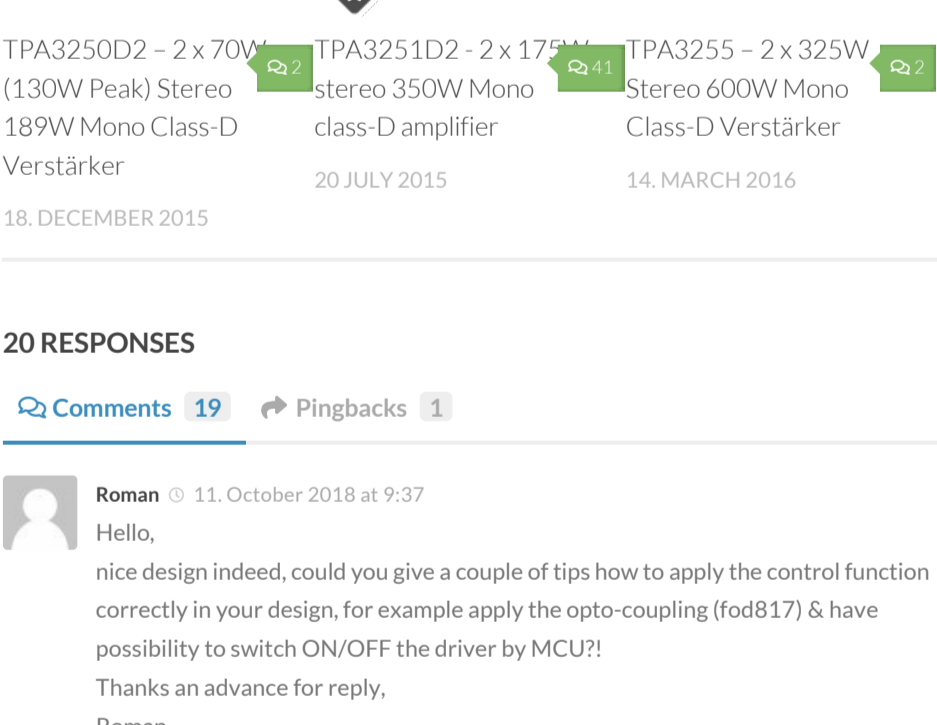 TPA3250D2 – 2 x 70W
(130W Peak) Stereo
189W Mono Class-D
Verstärker
18. DECEMBER 2015
2
TPA3251D2 - 2 x 175W
stereo 350W Mono
class-D amplifier
20 JULY 2015
41
TPA3255 – 2 x 325W
Stereo 600W Mono
Class-D Verstärker
14. MARCH 2016
2
20 RESPONSES
Comments 19 Pingbacks 1
Roman 11. October 2018 at 9:37
Hello,
nice design indeed, could you give a couple of tips how to apply the control function
correctly in your design, for example apply the opto-coupling (fod817) & have
possibility to switch ON/OFF the driver by MCU?!
Thanks an advance for reply,
Roman